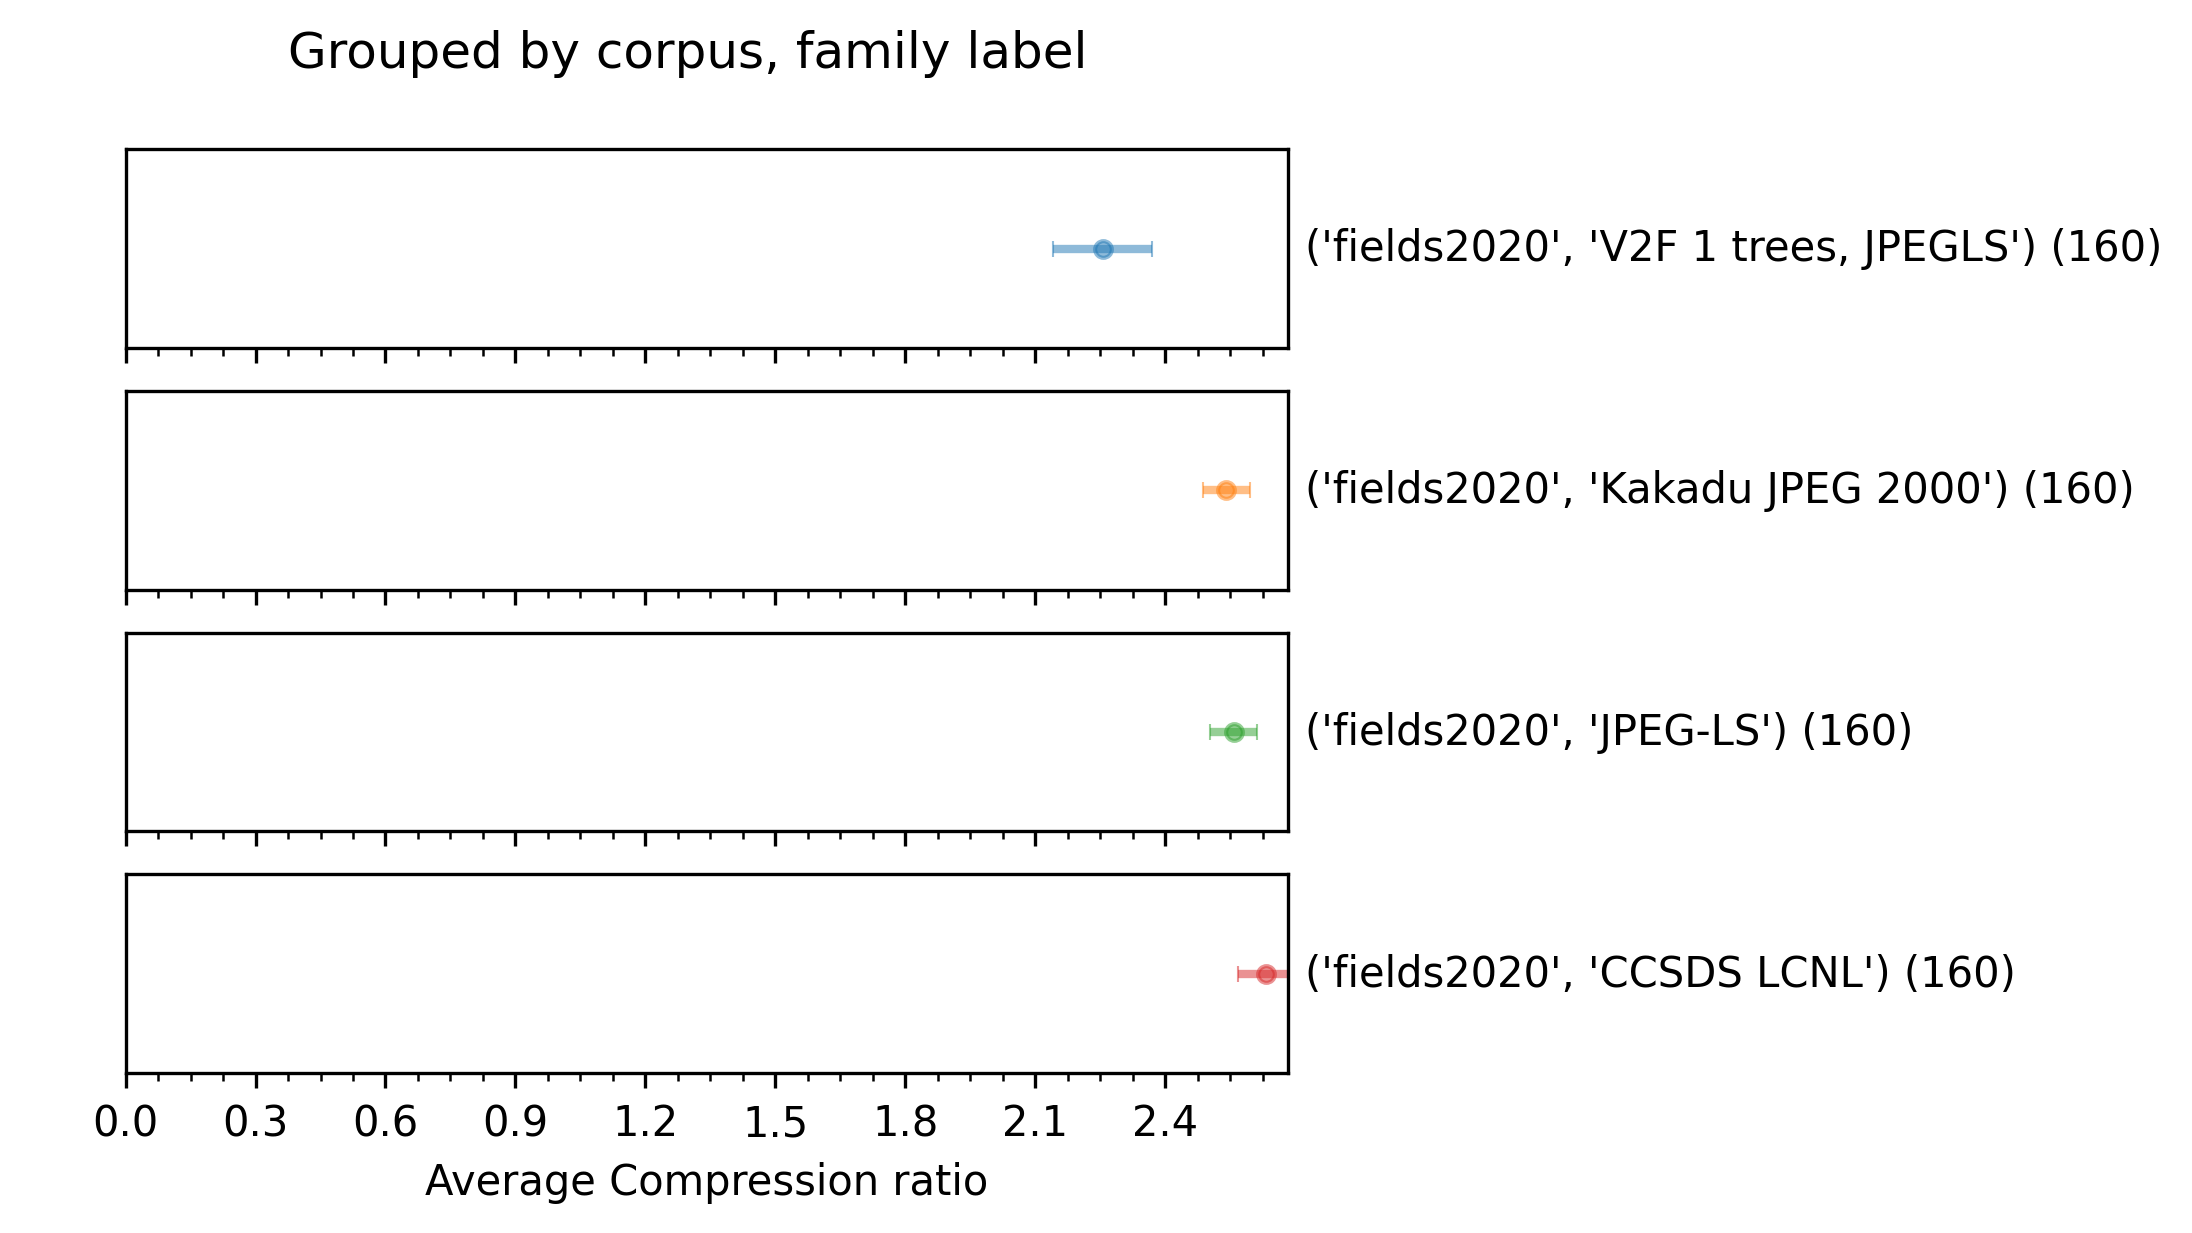 Grouped by corpus, family label
('fields2020', 'V2F 1 trees, JPEGLS') (160)
('fields2020', 'Kakadu JPEG 2000') (160)
('fields2020', 'JPEG-LS') (160)
('fields2020', 'CCSDS LCNL') (160)
0.0 0.3 0.6 0.9 1.2 1.5 1.8 2.1 2.4
Average Compression ratio